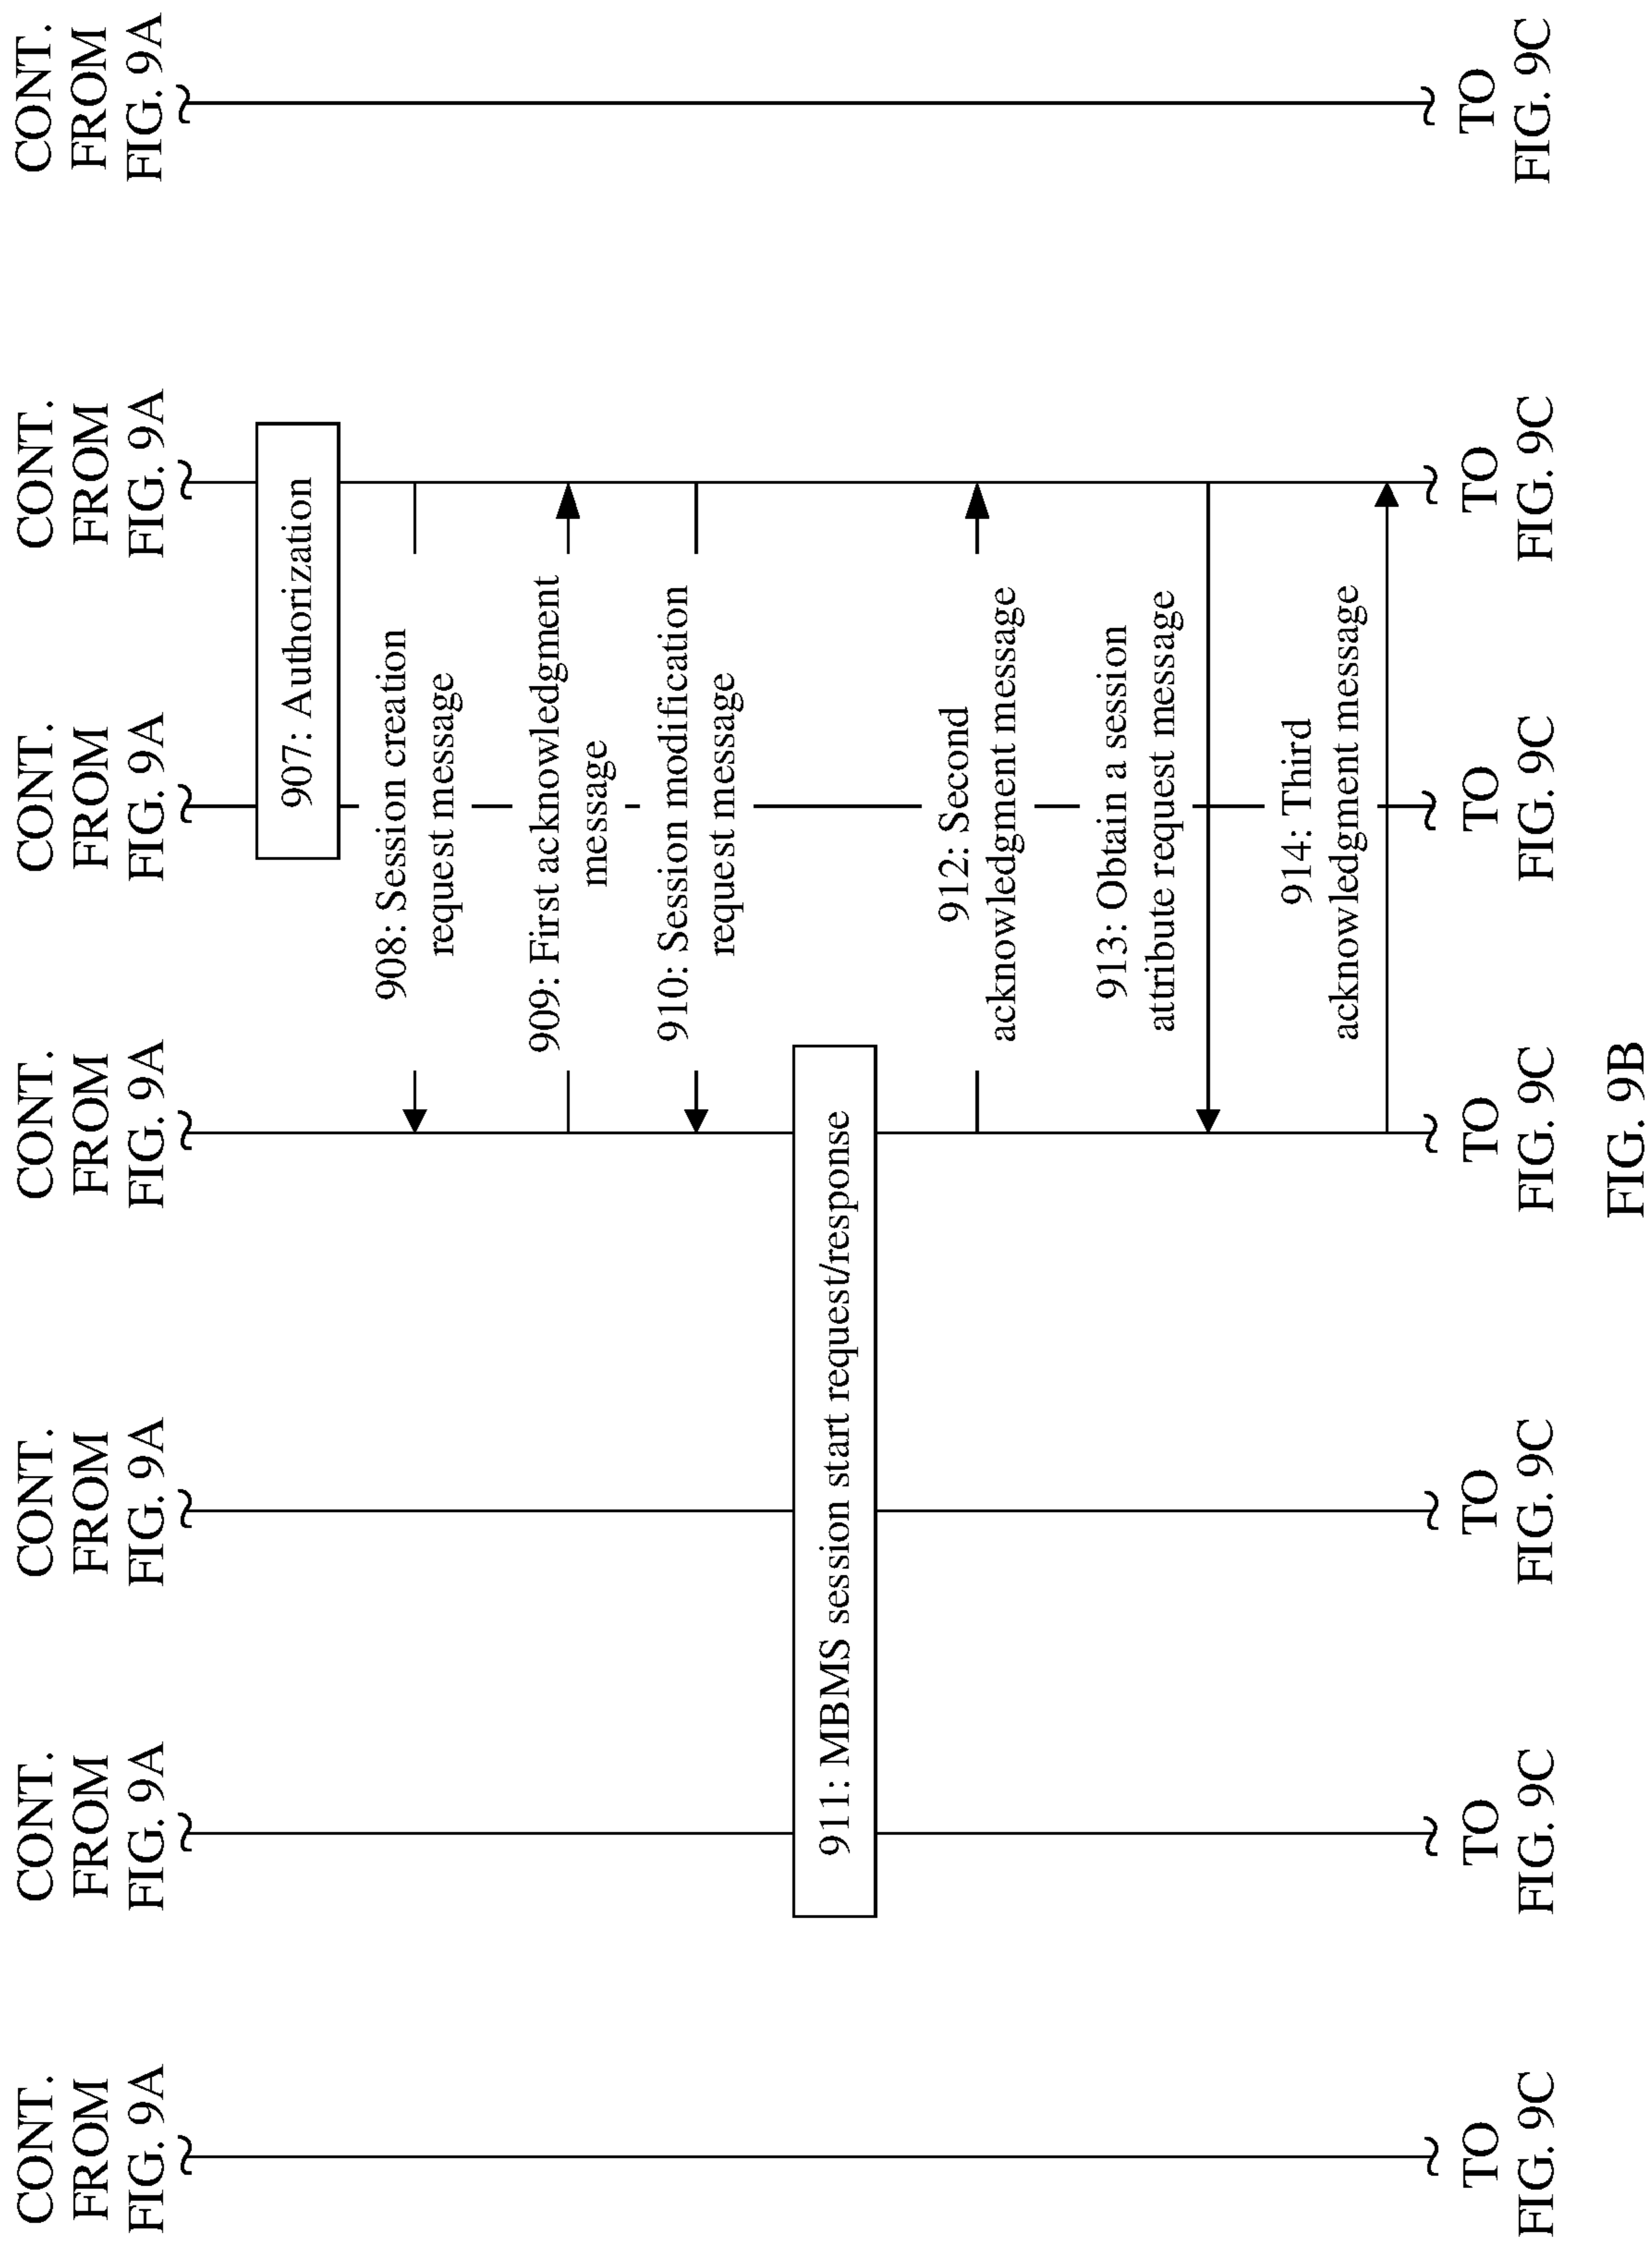 CONT.
FROM
FIG. 9A
CONT.
FROM
FIG. 9A
CONT.
FROM
FIG. 9A
CONT.
FROM
FIG. 9A
CONT.
FROM
FIG. 9A
CONT.
FROM
FIG. 9A
CONT.
FROM
FIG. 9A
907: Authorization
908: Session creation
request message
909: First acknowledgment
message
910: Session modification
request message
911: MBMS session start request/response
912: Second
acknowledgment message
913: Obtain a session
attribute request message
914: Third
acknowledgment message
TO
FIG. 9C
TO
FIG. 9C
TO
FIG. 9C
TO
FIG. 9C
TO
FIG. 9C
TO
FIG. 9C
TO
FIG. 9C
FIG. 9B